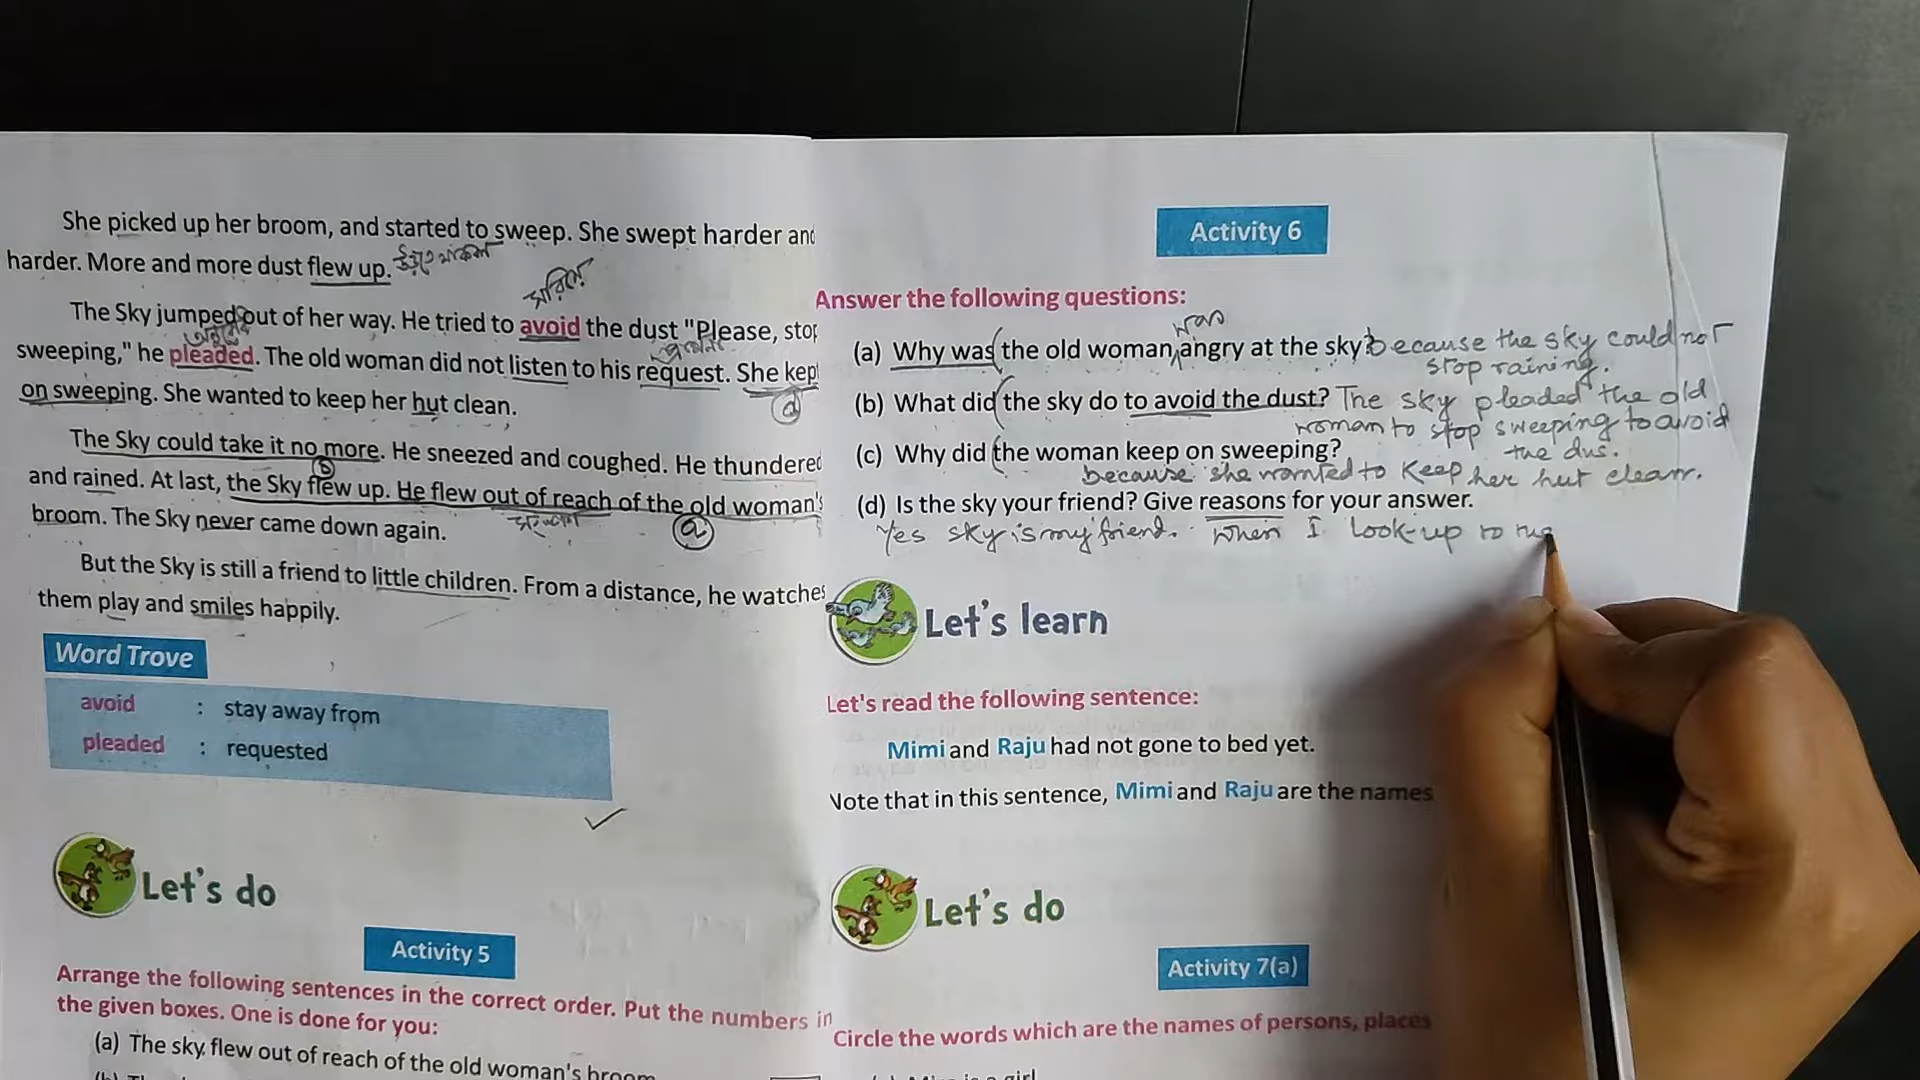 She picked up her broom, and started to sweep. She swept harder and
harder. More and more dust flew up.
The Sky jumped out of her way. He tried to avoid the dust "Please, stop
sweeping," he pleaded. The old woman did not listen to his request. She kept
on sweeping. She wanted to keep her hut clean.
d
The Sky could take it no more. He sneezed and coughed. He thundered
b
and rained. At last, the Sky flew up. He flew out of reach of the old woman's
broom. The Sky never came down again.
a
But the Sky is still a friend to little children. From a distance, he watches
them play and smiles happily.
Word Trove
avoid : stay away from
pleaded : requested
Let's do
Activity 5
Arrange the following sentences in the correct order. Put the numbers in
the given boxes. One is done for you:
(a) The sky flew out of reach of the old woman's broom
Activity 6
Answer the following questions:
was
(a) Why was the old woman angry at the sky? because the sky could not
stop raining.
(b) What did the sky do to avoid the dust? The sky pleaded the old
woman to stop sweeping to avoid
the dus.
(c) Why did the woman keep on sweeping?
because she wanted to keep her hut clean.
(d) Is the sky your friend? Give reasons for your answer.
Yes sky is my friend. When I look-up to
Let's learn
Let's read the following sentence:
Mimi and Raju had not gone to bed yet.
Note that in this sentence, Mimi and Raju are the names
Let's do
Activity 7(a)
Circle the words which are the names of persons, places
is a girl